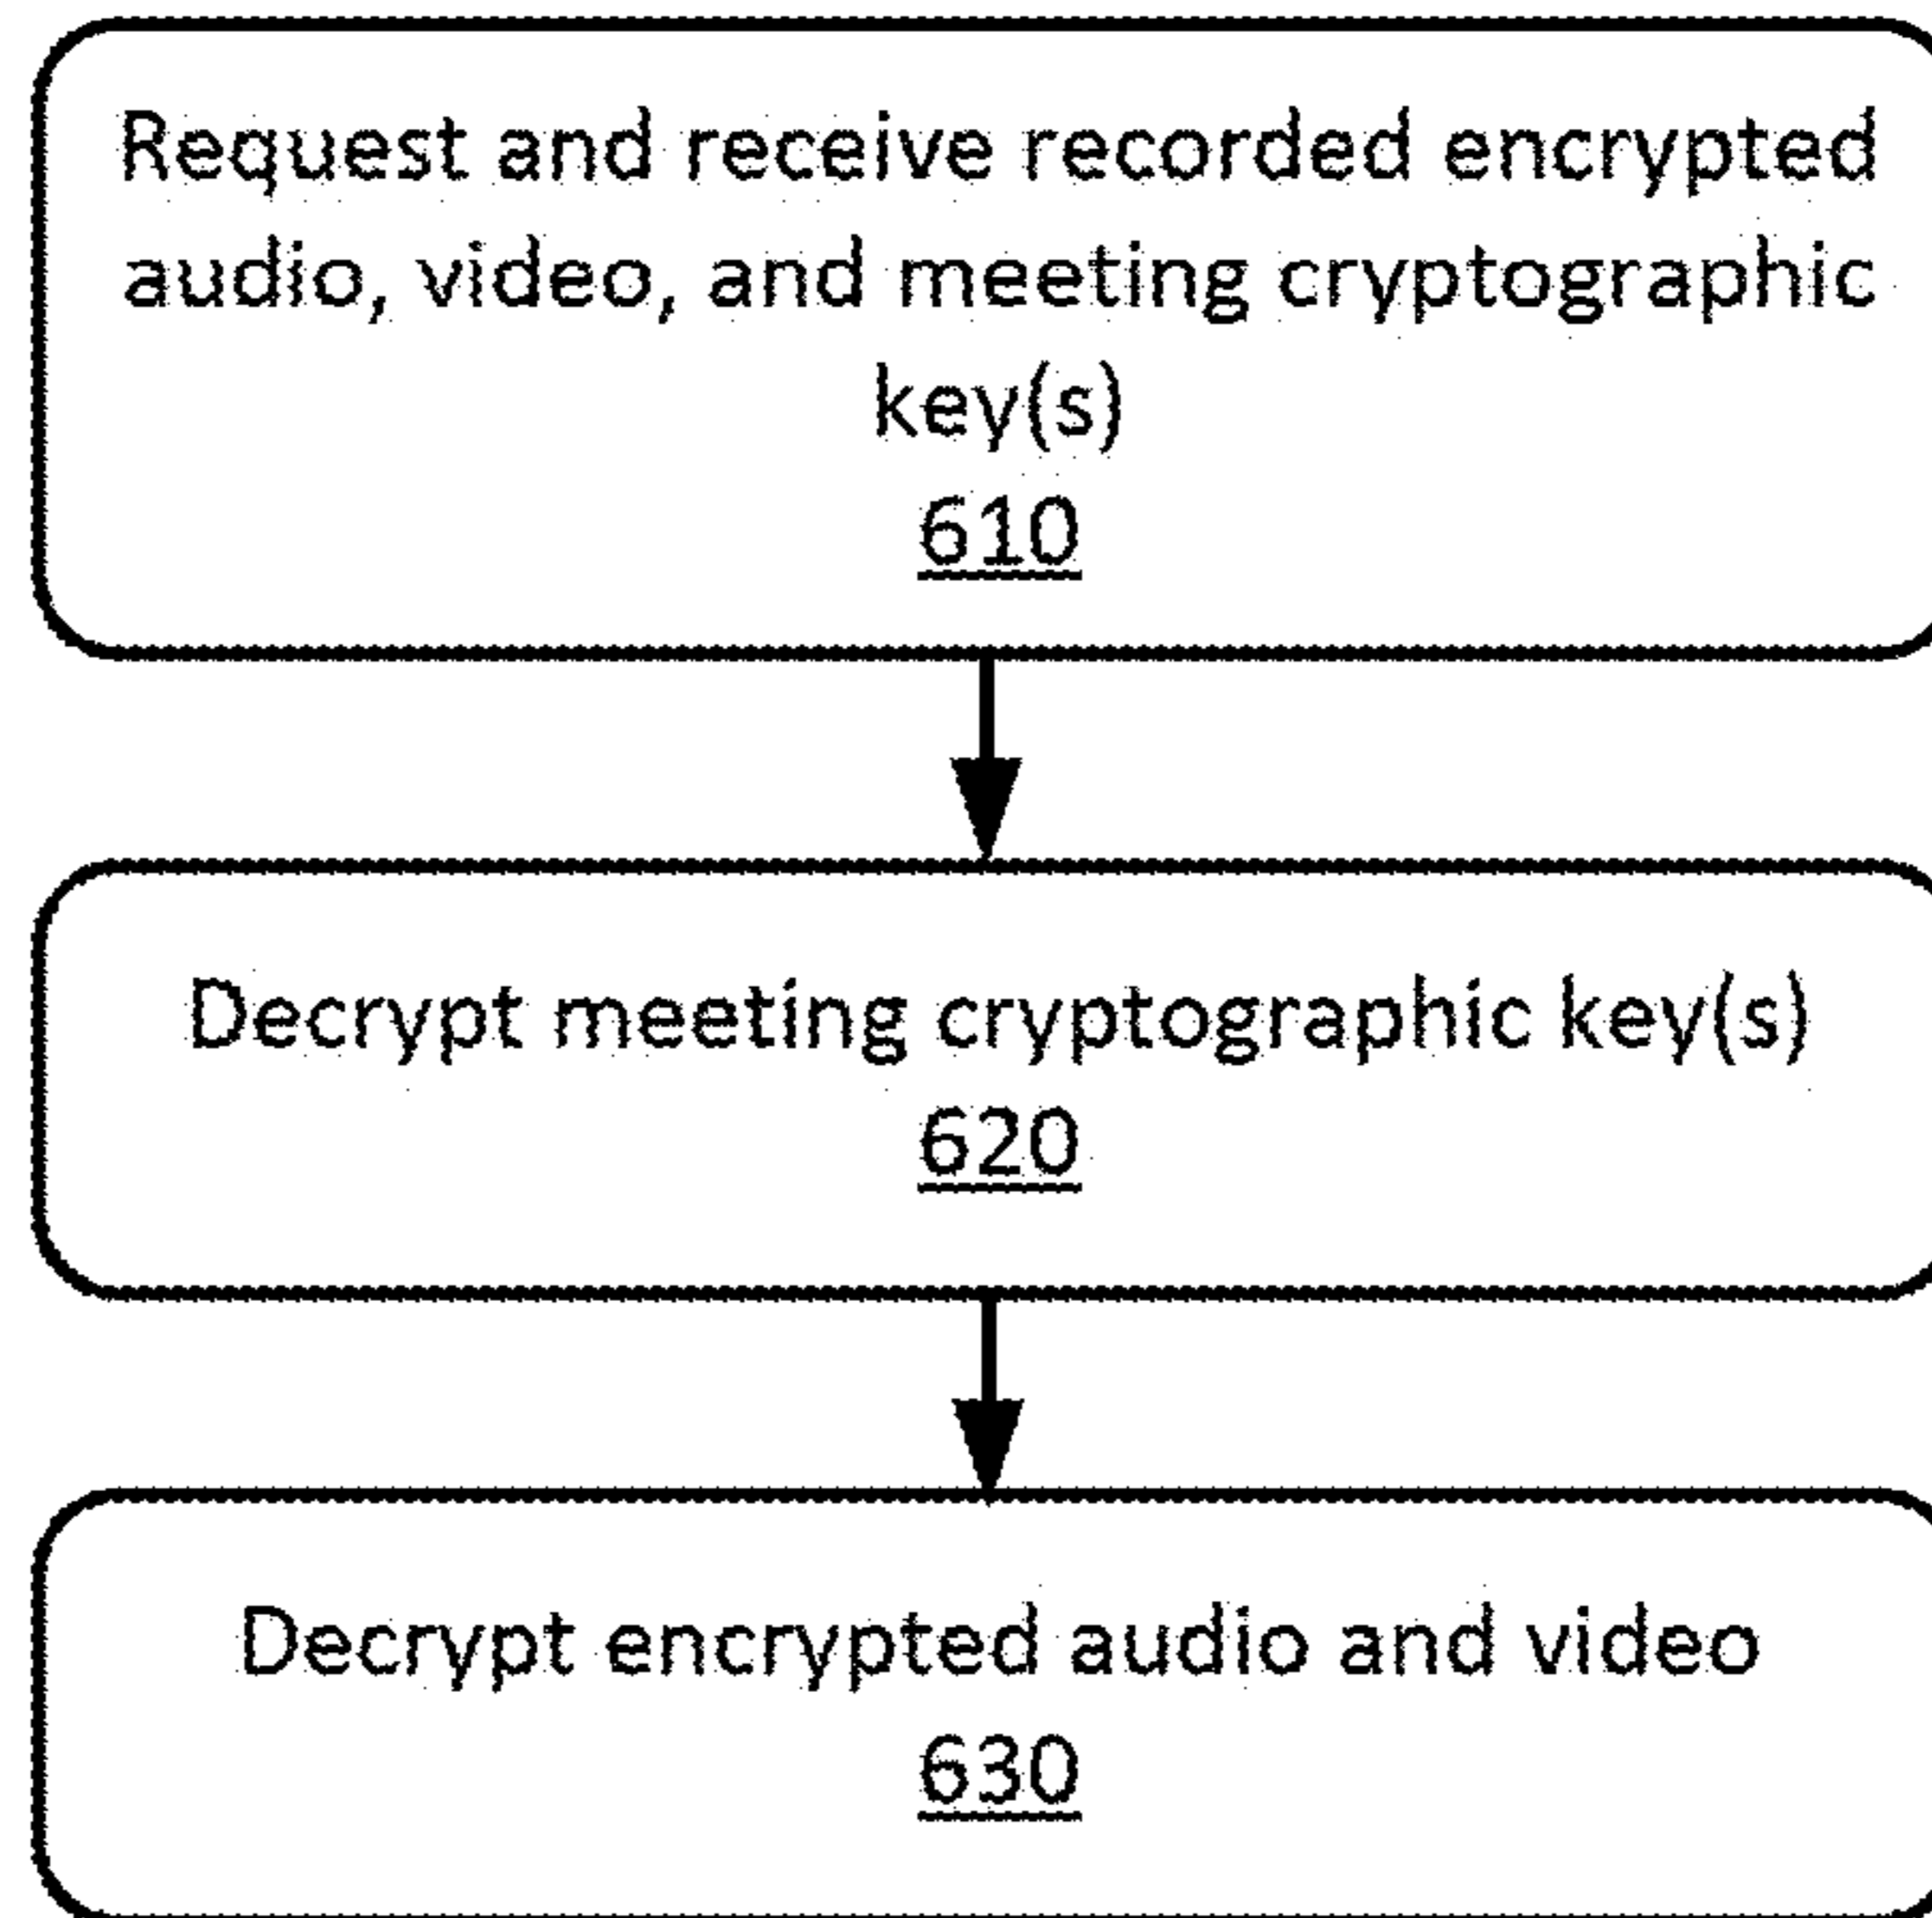 Request and receive recorded encrypted
audio, video, and meeting cryptographic
key(s)
610
Decrypt meeting cryptographic key(s)
620
Decrypt encrypted audio and video
630